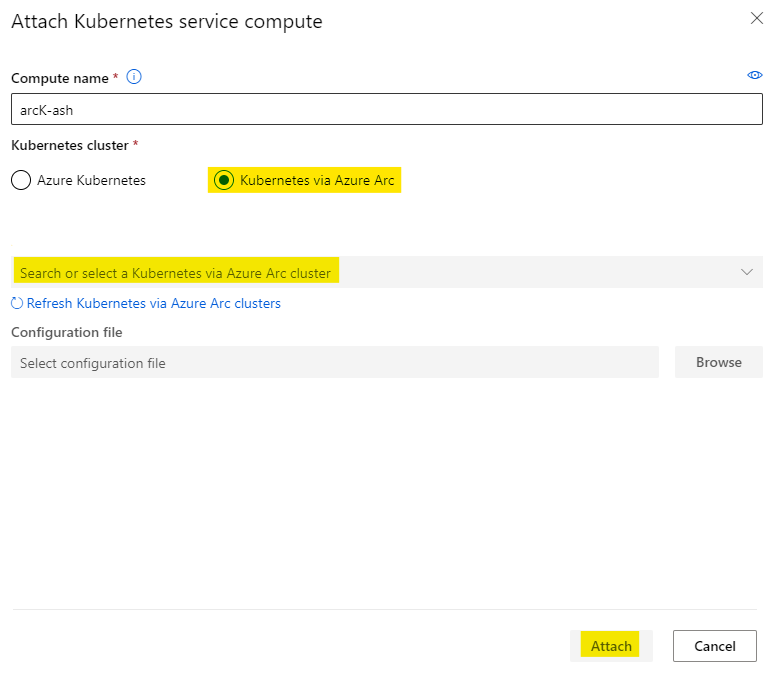 Attach Kubernetes service compute
Compute name *
arcK-ash
Kubernetes cluster *
Azure Kubernetes
Kubernetes via Azure Arc
Search or select a Kubernetes via Azure Arc cluster
Refresh Kubernetes via Azure Arc clusters
Configuration file
Select configuration file
Browse
Attach
Cancel